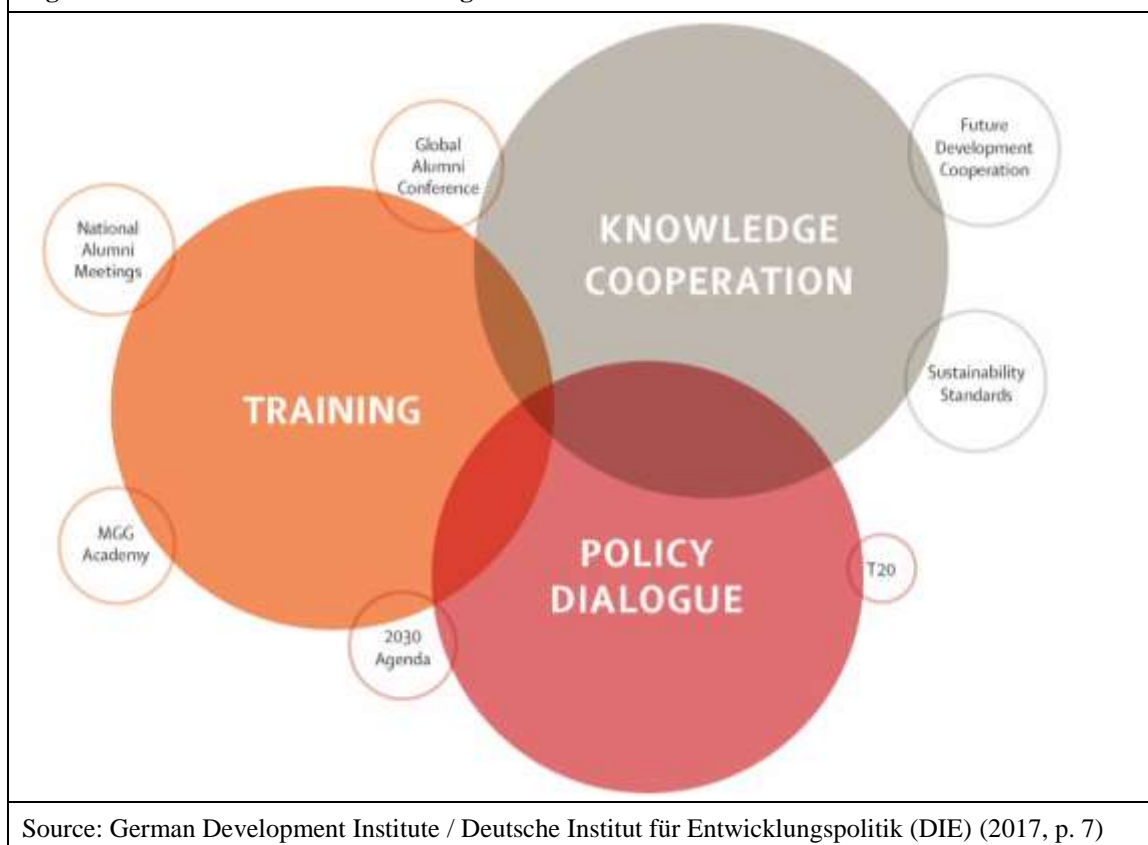 Global
Alumni
Conference
Future
Development
Cooperation
National
Alumni
Meetings
KNOWLEDGE
COOPERATION
TRAINING
Sustainability
Standards
MGG
Academy
POLICY
DIALOGUE
T20
2030
Agenda
Source: German Development Institute / Deutsche Institut für Entwicklungspolitik (DIE) (2017, p. 7)